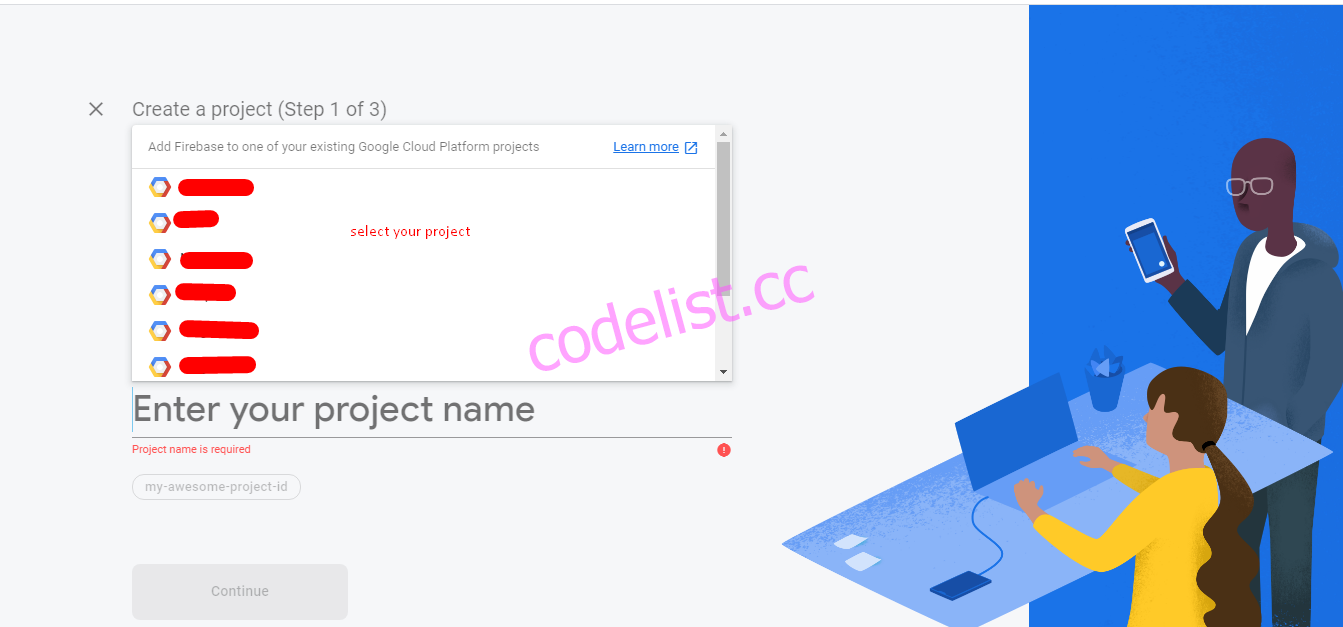 Create a project (Step 1 of 3)
Add Firebase to one of your existing Google Cloud Platform projects Learn more
select your project
codelist.cc
Enter your project name
Project name is required
my-awesome-project-id
Continue